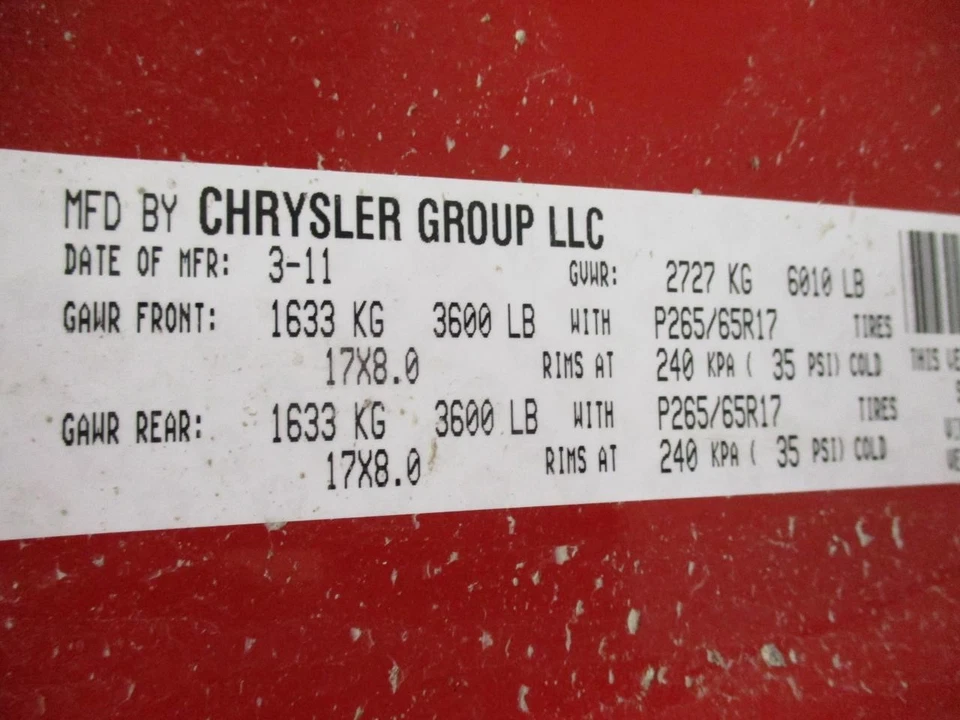 MFD BY CHRYSLER GROUP LLC
DATE OF MFR: 3-11 GVWR: 2727 KG 6010 LB
GAWR FRONT: 1633 KG 3600 LB WITH P265/65R17 TIRES
17X8.0 RIMS AT 240 KPA ( 35 PSI) COLD
GAWR REAR: 1633 KG 3600 LB WITH P265/65R17 TIRES
17X8.0 RIMS AT 240 KPA ( 35 PSI) COLD
THIS